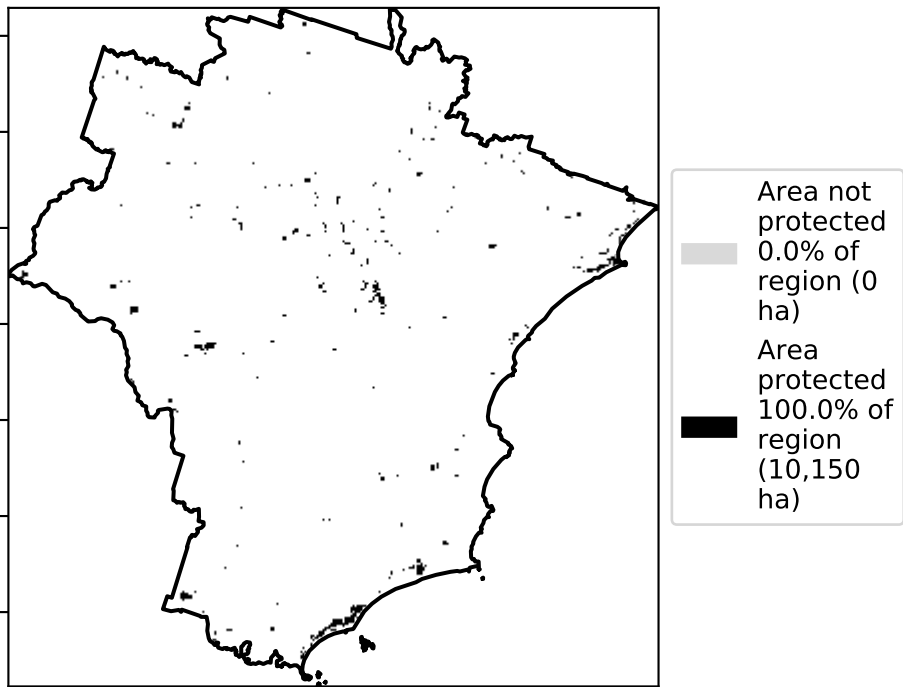 Area not
protected
0.0% of
region (0
ha)
Area
protected
100.0% of
region
(10,150
ha)